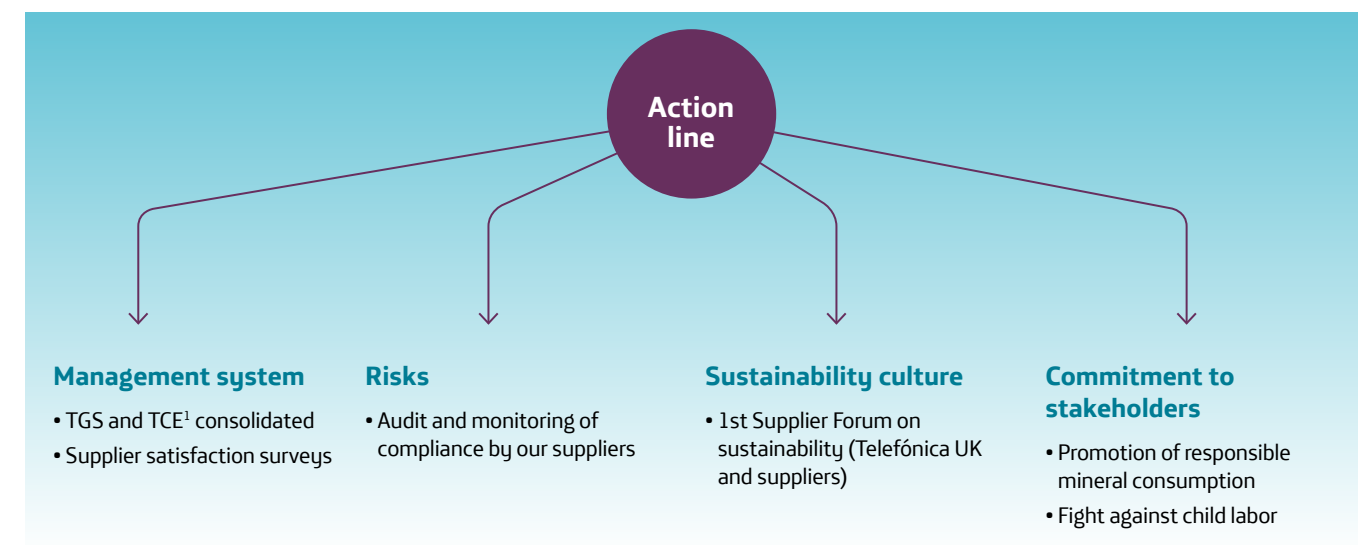 Action
line
Management system
• TGS and TCE¹ consolidated
• Supplier satisfaction surveys
Risks
• Audit and monitoring of
compliance by our suppliers
Sustainability culture
• 1st Supplier Forum on
sustainability (Telefónica UK
and suppliers)
Commitment to
stakeholders
• Promotion of responsible
mineral consumption
• Fight against child labor